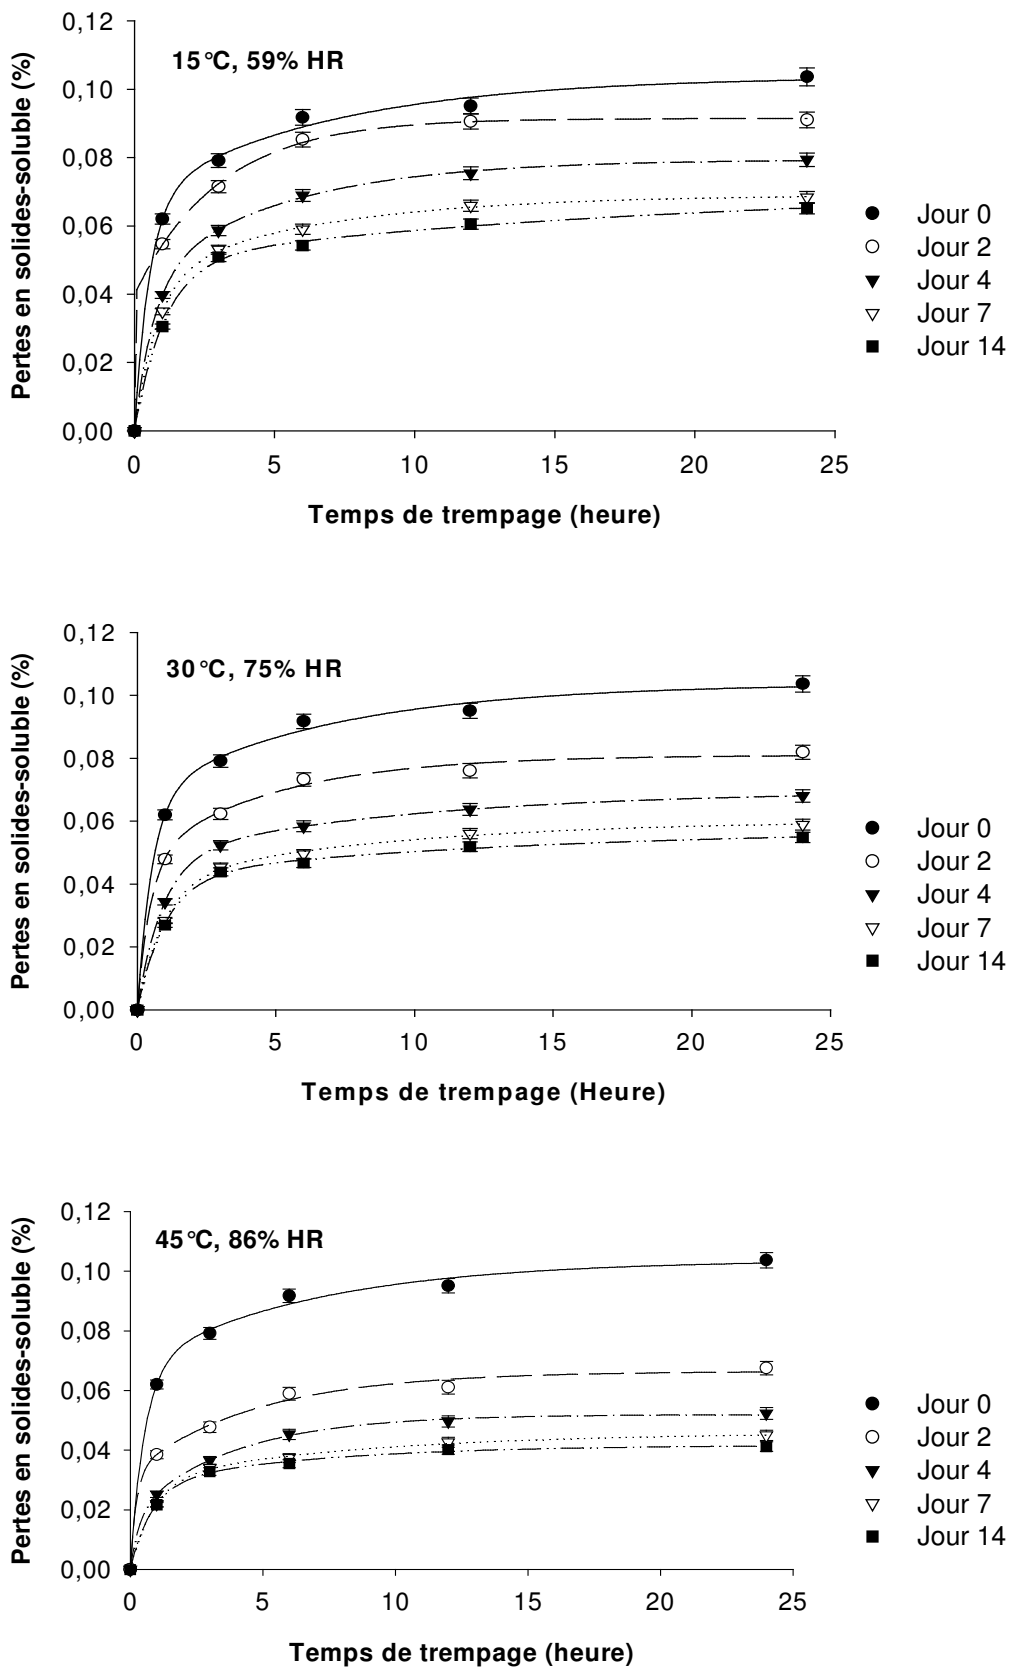 0,12
15°C, 59% HR
0,10
0,08
0,06
0,04
0,02
0,00
Pertes en solides-soluble (%)
0 5 10 15 20 25
Temps de trempage (heure)
Jour 0
Jour 2
Jour 4
Jour 7
Jour 14
0,12
30°C, 75% HR
0,10
0,08
0,06
0,04
0,02
0,00
Pertes en solides-soluble (%)
0 5 10 15 20 25
Temps de trempage (Heure)
Jour 0
Jour 2
Jour 4
Jour 7
Jour 14
0,12
45°C, 86% HR
0,10
0,08
0,06
0,04
0,02
0,00
Pertes en solides-soluble (%)
0 5 10 15 20 25
Temps de trempage (heure)
Jour 0
Jour 2
Jour 4
Jour 7
Jour 14